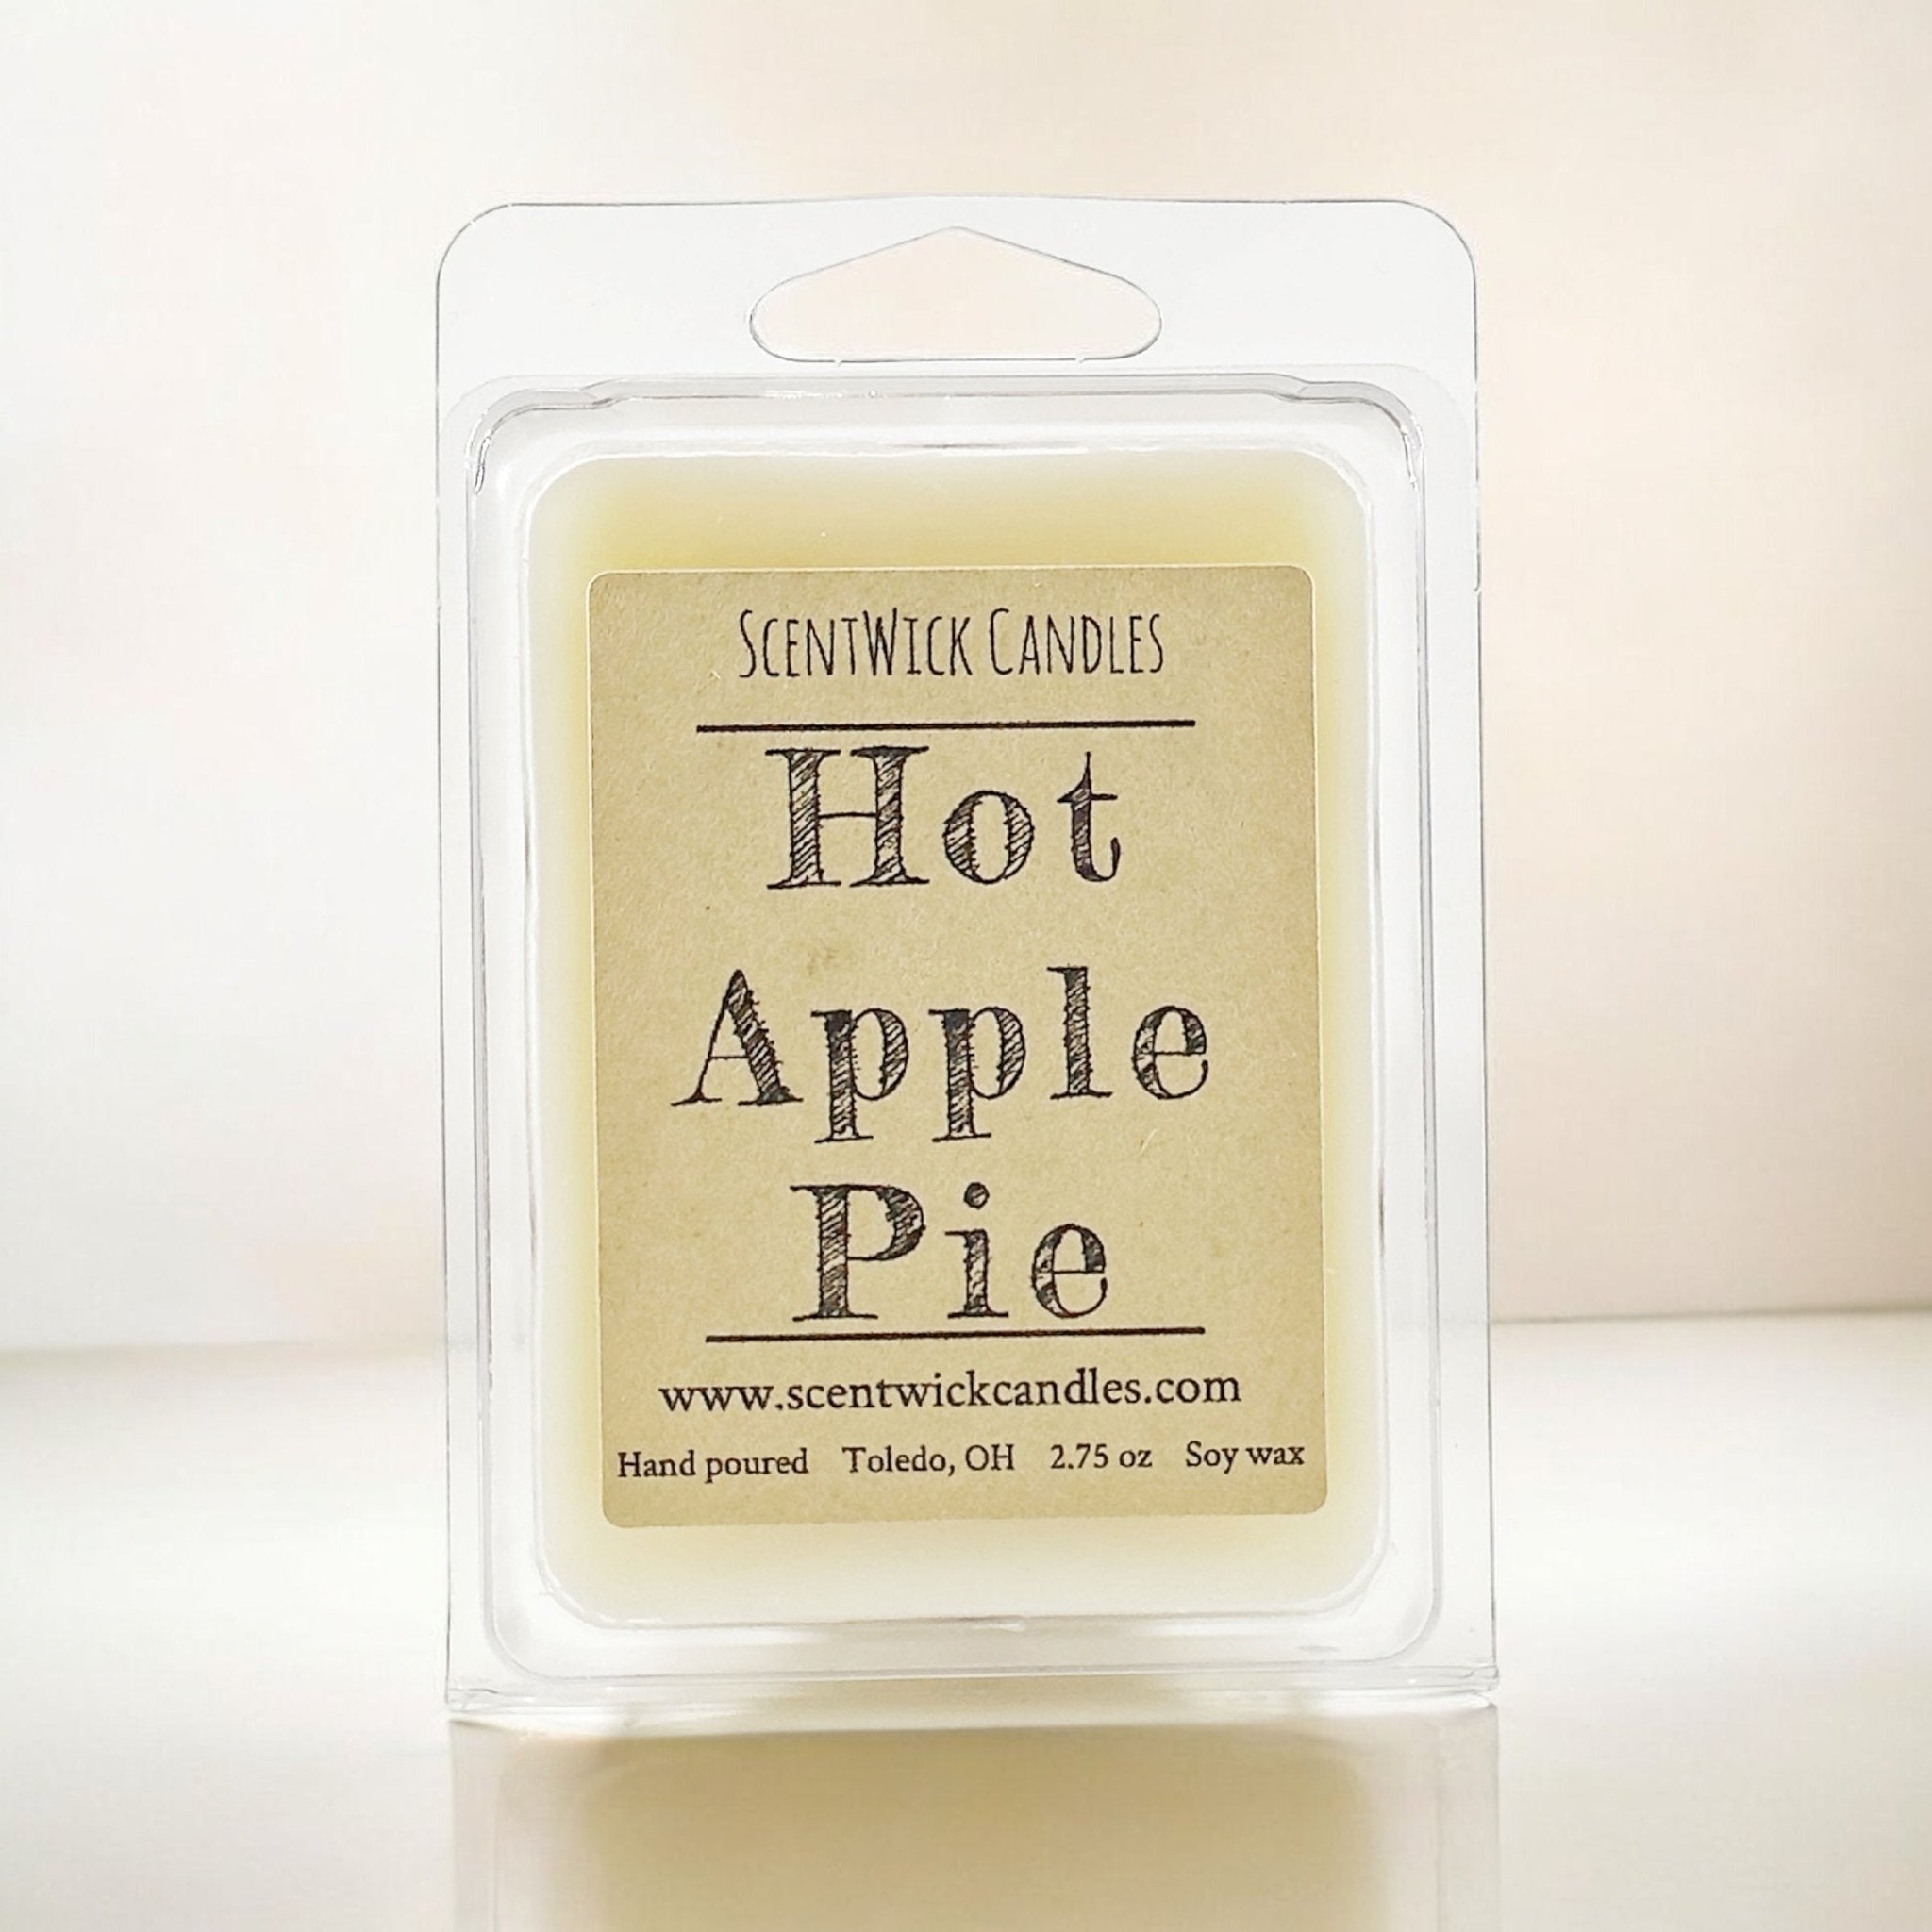 ScentWick Candles
Hot
Apple
Pie
www.scentwickcandles.com
Hand poured Toledo, OH 2.75 oz Soy wax